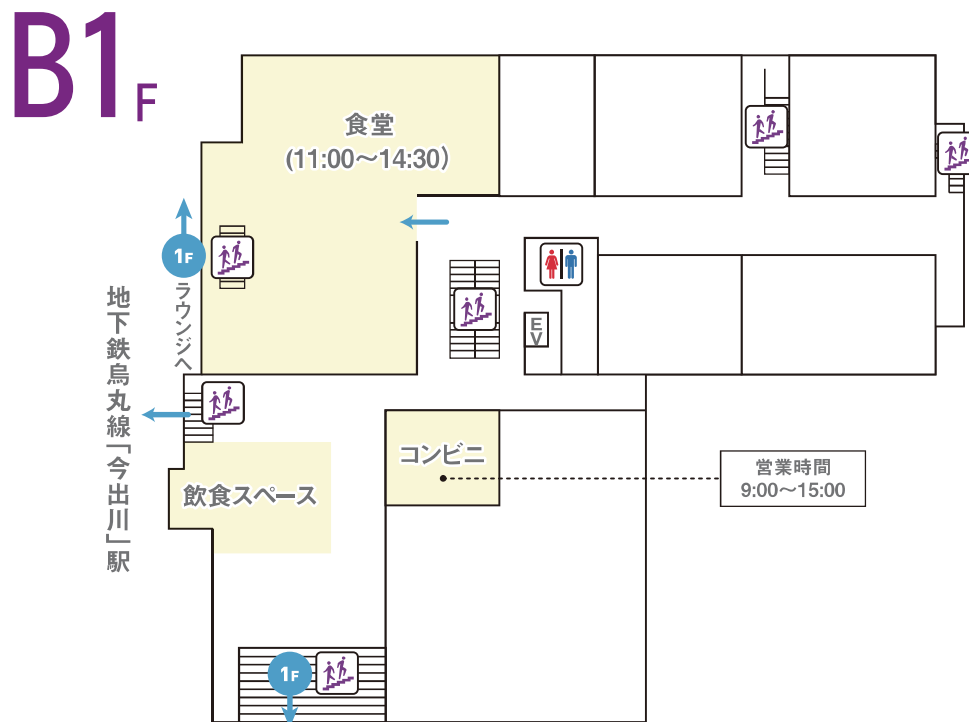 B1F
食堂
(11:00〜14:30)
1F
ラウンジへ
地下鉄烏丸線「今出川」駅
EV
コンビニ
営業時間
9:00〜15:00
飲食スペース
1F